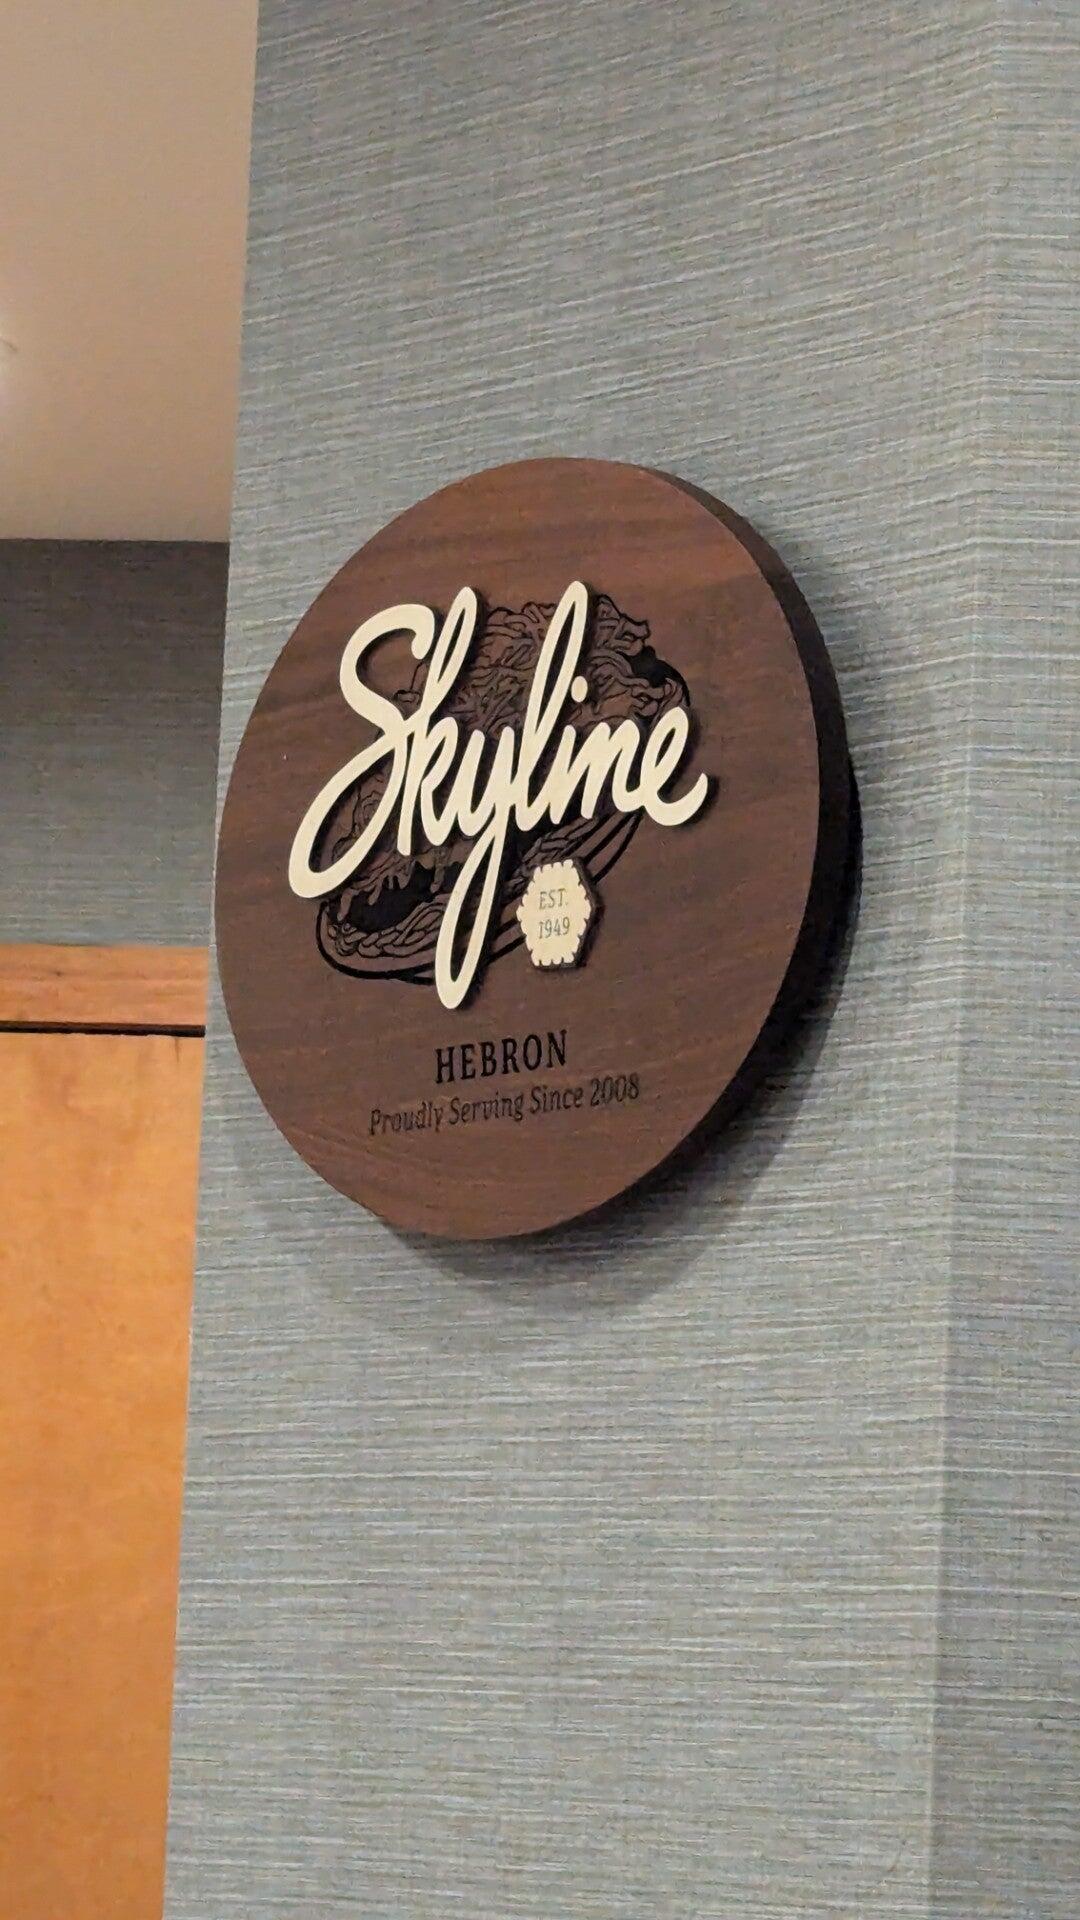 Skyline
EST.
1949
HEBRON
Proudly Serving Since 2008